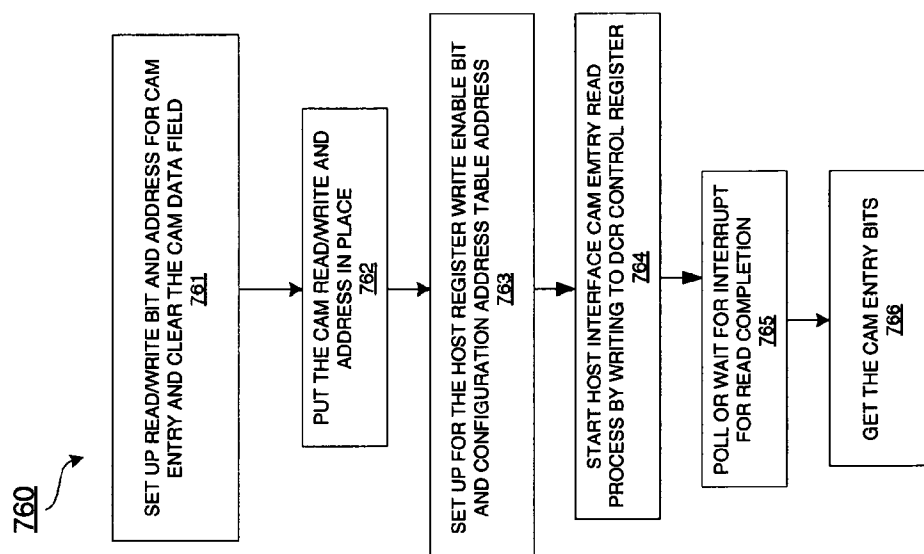 760
SET UP READ/WRITE BIT AND ADDRESS FOR CAM
ENTRY AND CLEAR THE CAM DATA FIELD
761
PUT THE CAM READ/WRITE AND
ADDRESS IN PLACE
762
SET UP FOR THE HOST REGISTER WRITE ENABLE BIT
AND CONFIGURATION ADDRESS TABLE ADDRESS
763
START HOST INTERFACE CAM EMTRY READ
PROCESS BY WRITING TO DCR CONTROL REGISTER
764
POLL OR WAIT FOR INTERRUPT
FOR READ COMPLETION
765
GET THE CAM ENTRY BITS
766